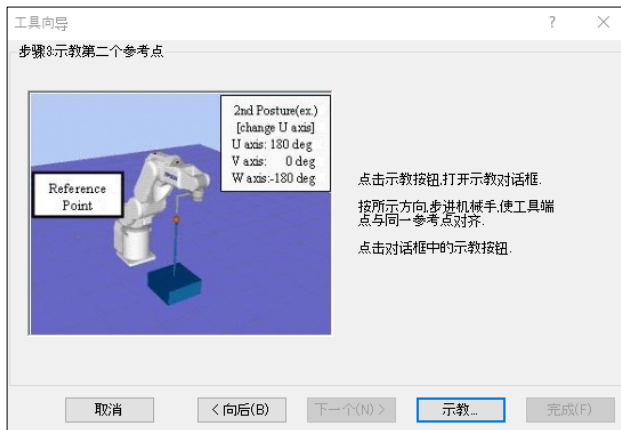 工具向导
步骤3:示教第二个参考点
2nd Posture(ex.)
[change U axis]
U axis: 180 deg
V axis: 0 deg
W axis:-180 deg
Reference
Point
EPSON
点击示教按钮,打开示教对话框.
按所示方向,步进机械手,使工具端
点与同一参考点对齐.
点击对话框中的示教按钮.
取消
< 向后(B)
下一个(N) >
示教...
完成(F)